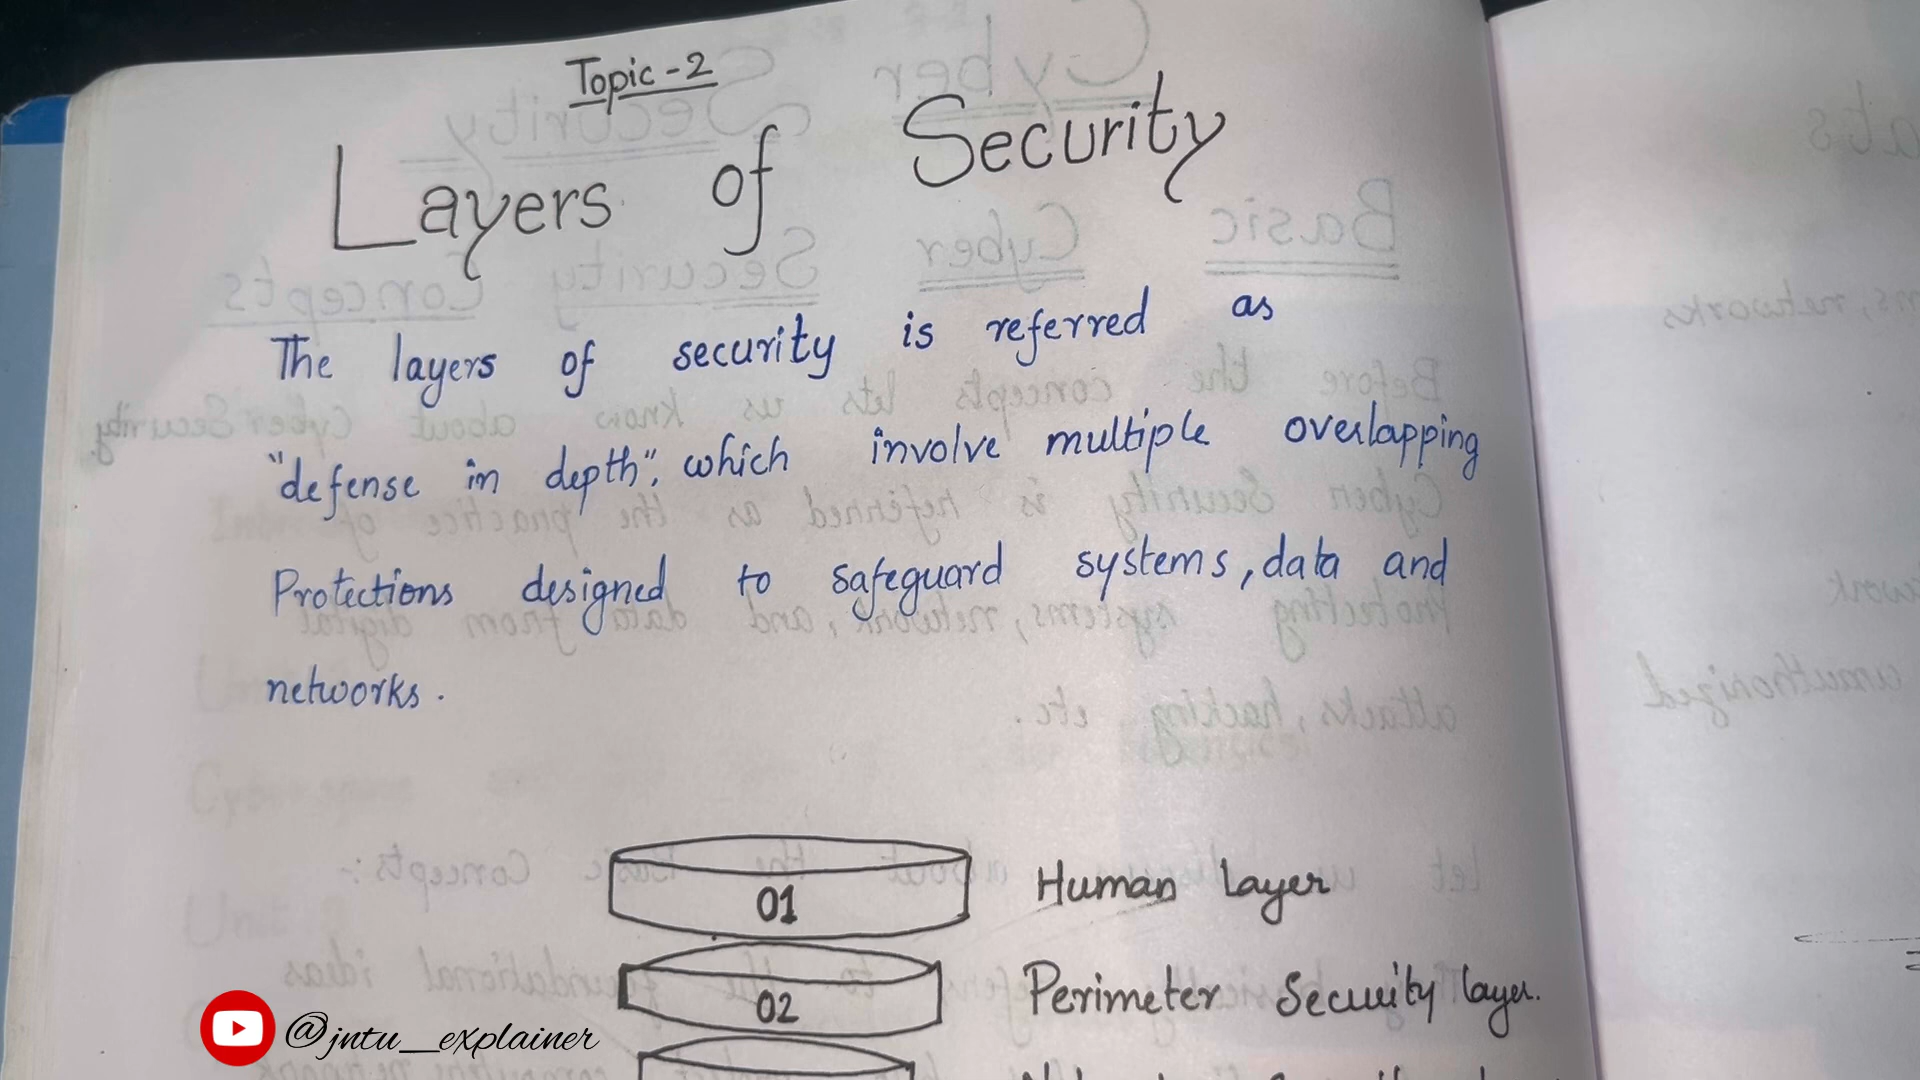 Topic-2
Layers of Security
The layers of security is referred as
"defense in depth", which involve multiple overlapping
Protections designed to safeguard systems, data and
networks.
01 Human Layer
02 Perimeter Security layer.
@jntu_explainer